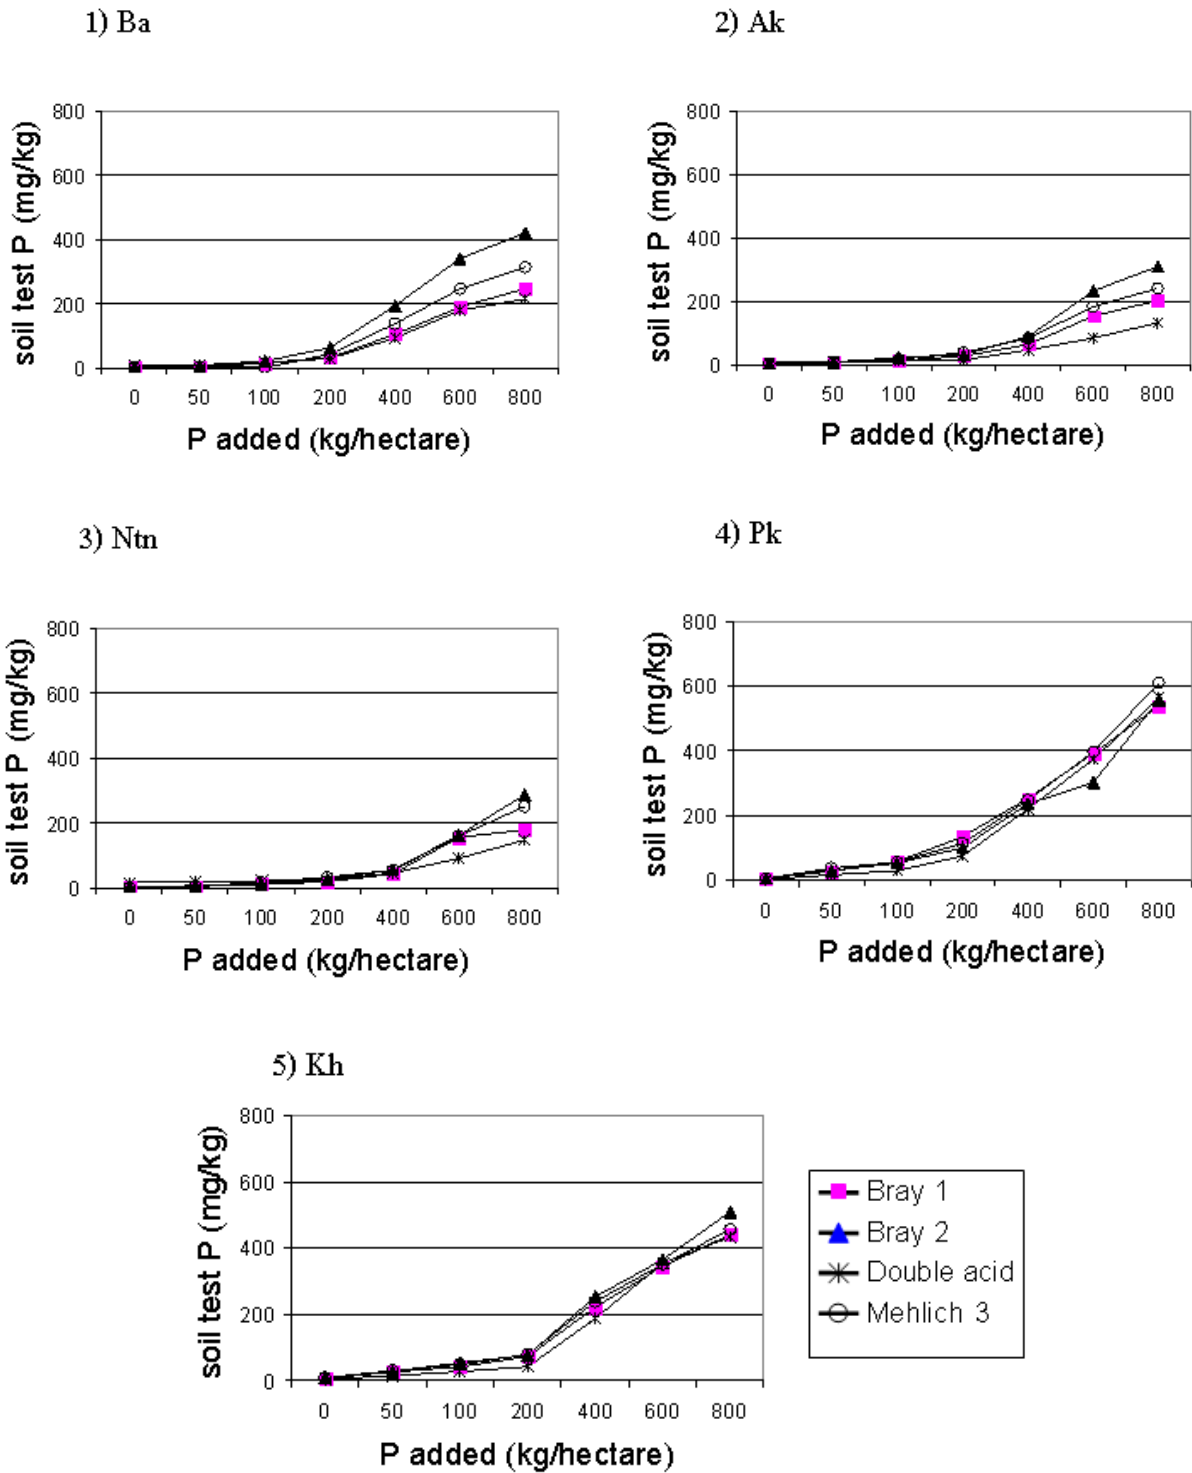 1) Ba
800
600
400
200
0
soil test P (mg/kg)
0 50 100 200 400 600 800
P added (kg/hectare)
2) Ak
800
600
400
200
0
soil test P (mg/kg)
0 50 100 200 400 600 800
P added (kg/hectare)
3) Ntn
800
600
400
200
0
soil test P (mg/kg)
0 50 100 200 400 600 800
P added (kg/hectare)
4) Pk
800
600
400
200
0
soil test P (mg/kg)
0 50 100 200 400 600 800
P added (kg/hectare)
5) Kh
800
600
400
200
0
soil test P (mg/kg)
0 50 100 200 400 600 800
P added (kg/hectare)
Bray 1
Bray 2
Double acid
Mehlich 3